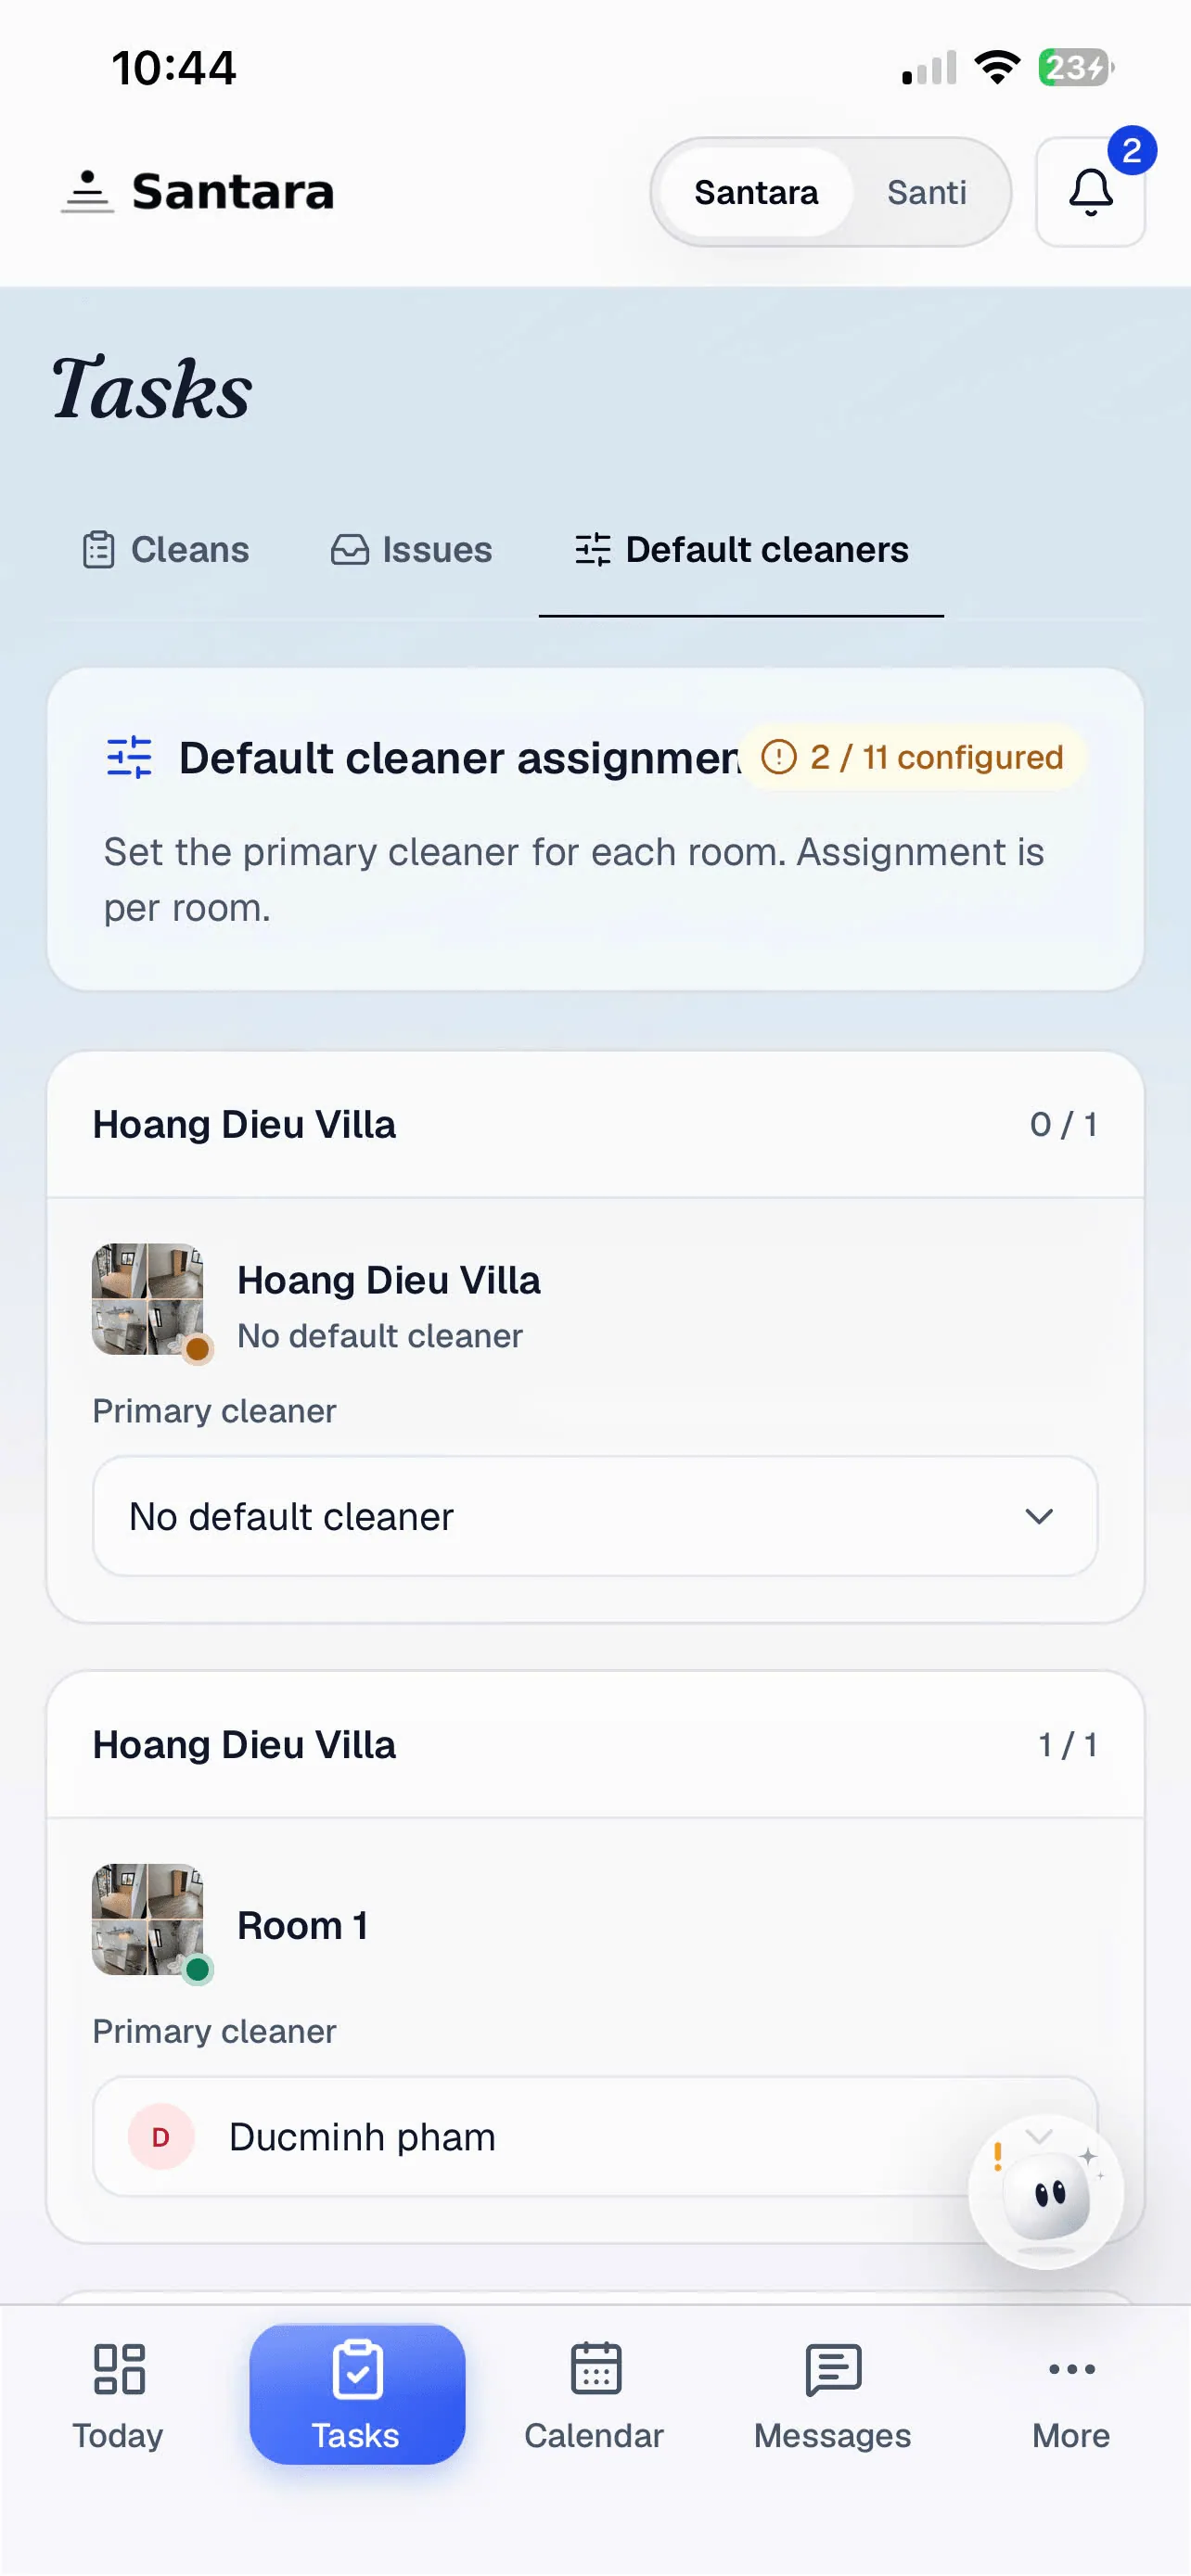 10:44
23
Santara
Santara
Santi
2
Tasks
Cleans
Issues
Default cleaners
Default cleaner assignmen
2 / 11 configured
Set the primary cleaner for each room. Assignment is
per room.
Hoang Dieu Villa
0 / 1
Hoang Dieu Villa
No default cleaner
Primary cleaner
No default cleaner
Hoang Dieu Villa
1 / 1
Room 1
Primary cleaner
D
Ducminh pham
Today
Tasks
Calendar
Messages
More